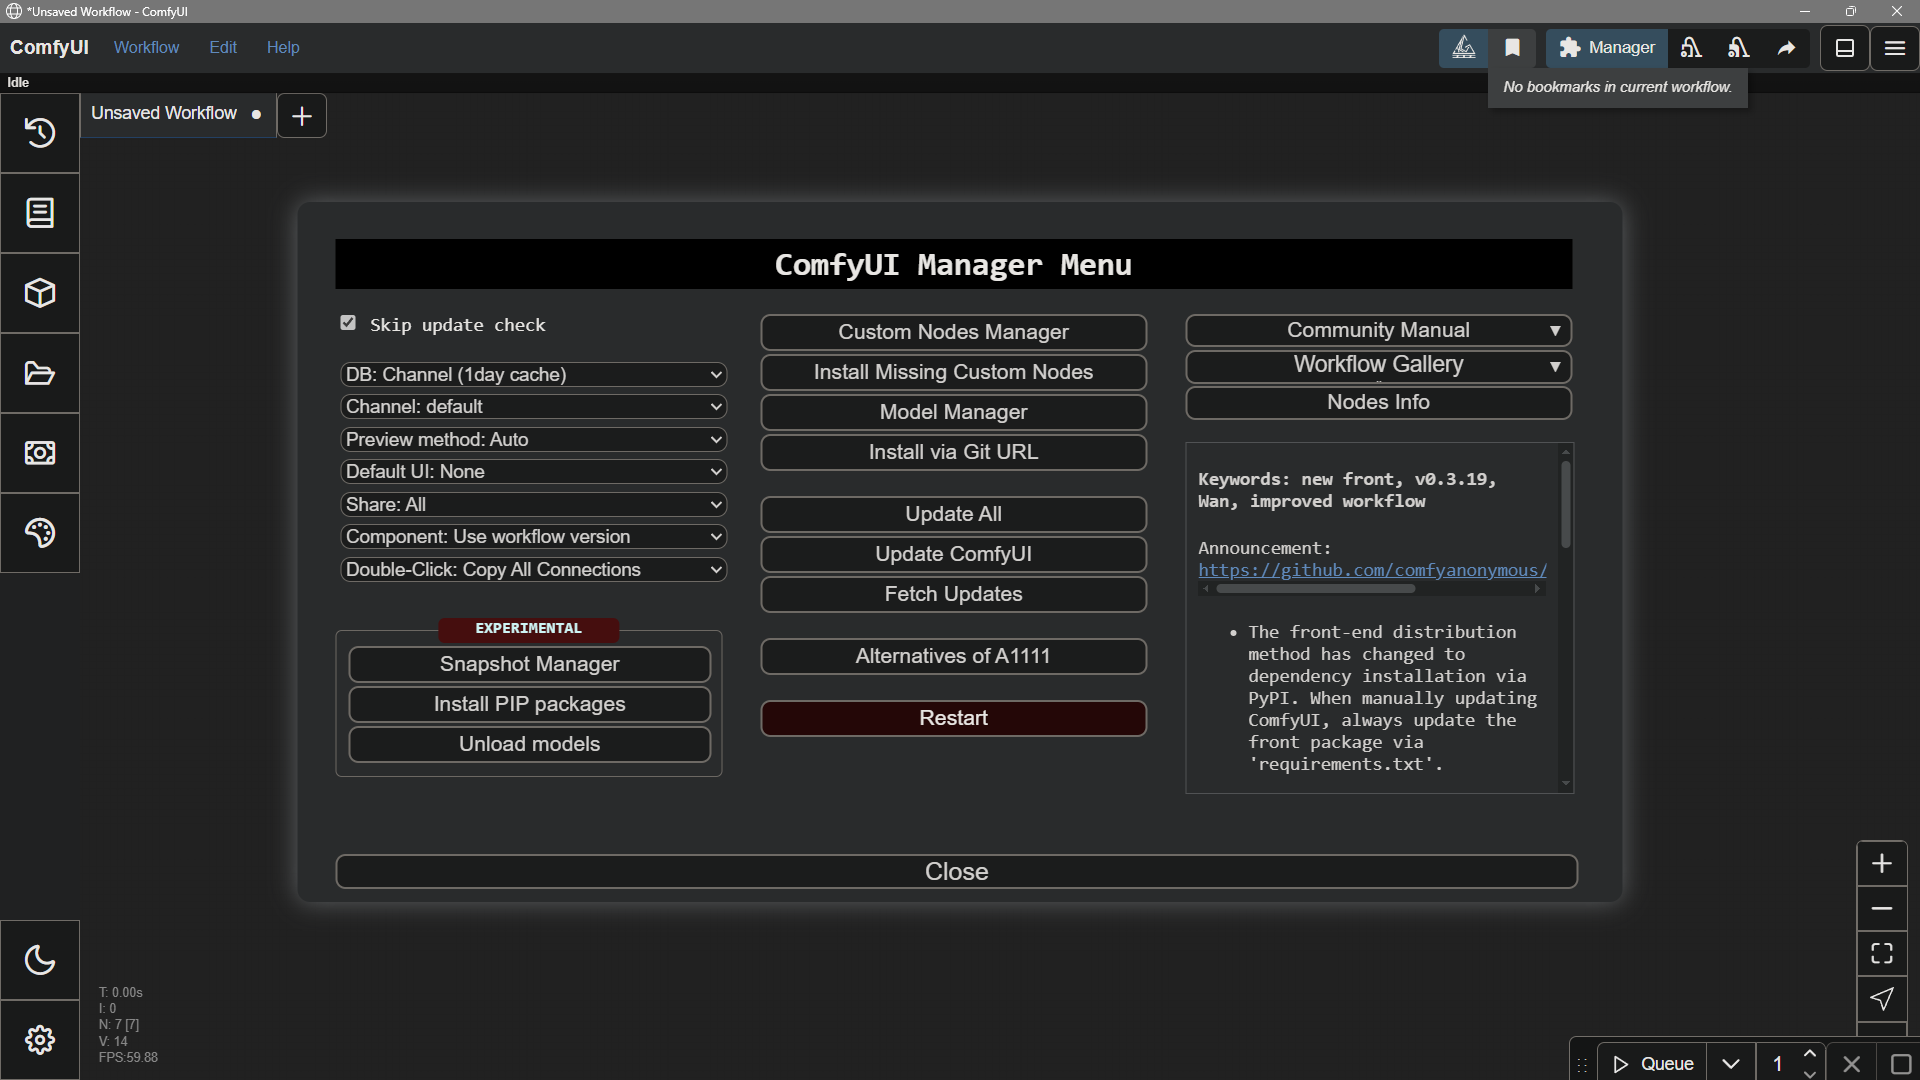 *Unsaved Workflow - ComfyUI
ComfyUI Workflow Edit Help
Manager
Idle
No bookmarks in current workflow.
Unsaved Workflow
ComfyUI Manager Menu
Skip update check
DB: Channel (1day cache)
Channel: default
Preview method: Auto
Default UI: None
Share: All
Component: Use workflow version
Double-Click: Copy All Connections
EXPERIMENTAL
Snapshot Manager
Install PIP packages
Unload models
Custom Nodes Manager
Install Missing Custom Nodes
Model Manager
Install via Git URL
Update All
Update ComfyUI
Fetch Updates
Alternatives of A1111
Restart
Community Manual
Workflow Gallery
Nodes Info
Keywords: new front, v0.3.19,
Wan, improved workflow
Announcement:
https://github.com/comfyanonymous/
• The front-end distribution
method has changed to
dependency installation via
PyPI. When manually updating
ComfyUI, always update the
front package via
'requirements.txt'.
Close
T: 0.00s
I: 0
N: 7 [7]
V: 14
FPS:59.88
Queue
1